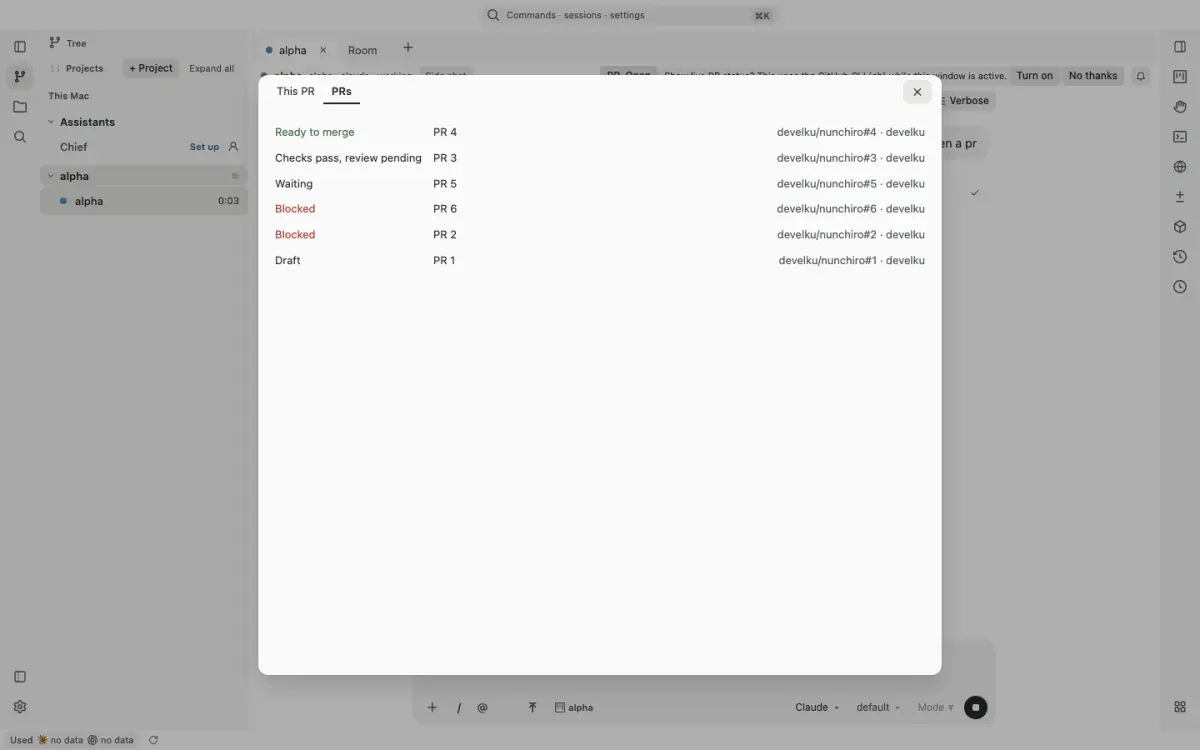 Commands · sessions · settings ⌘K
Tree
Projects + Project Expand all
This Mac
Assistants
Chief Set up
alpha
alpha 0:03
alpha × Room +
Show live PR status? This uses the GitHub CLI (gh) while this window is active. Turn on No thanks
Verbose
en a pr
This PR PRs
Ready to merge PR 4 develku/nunchiro#4 · develku
Checks pass, review pending PR 3 develku/nunchiro#3 · develku
Waiting PR 5 develku/nunchiro#5 · develku
Blocked PR 6 develku/nunchiro#6 · develku
Blocked PR 2 develku/nunchiro#2 · develku
Draft PR 1 develku/nunchiro#1 · develku
+ / @ alpha Claude default Mode
Used no data no data